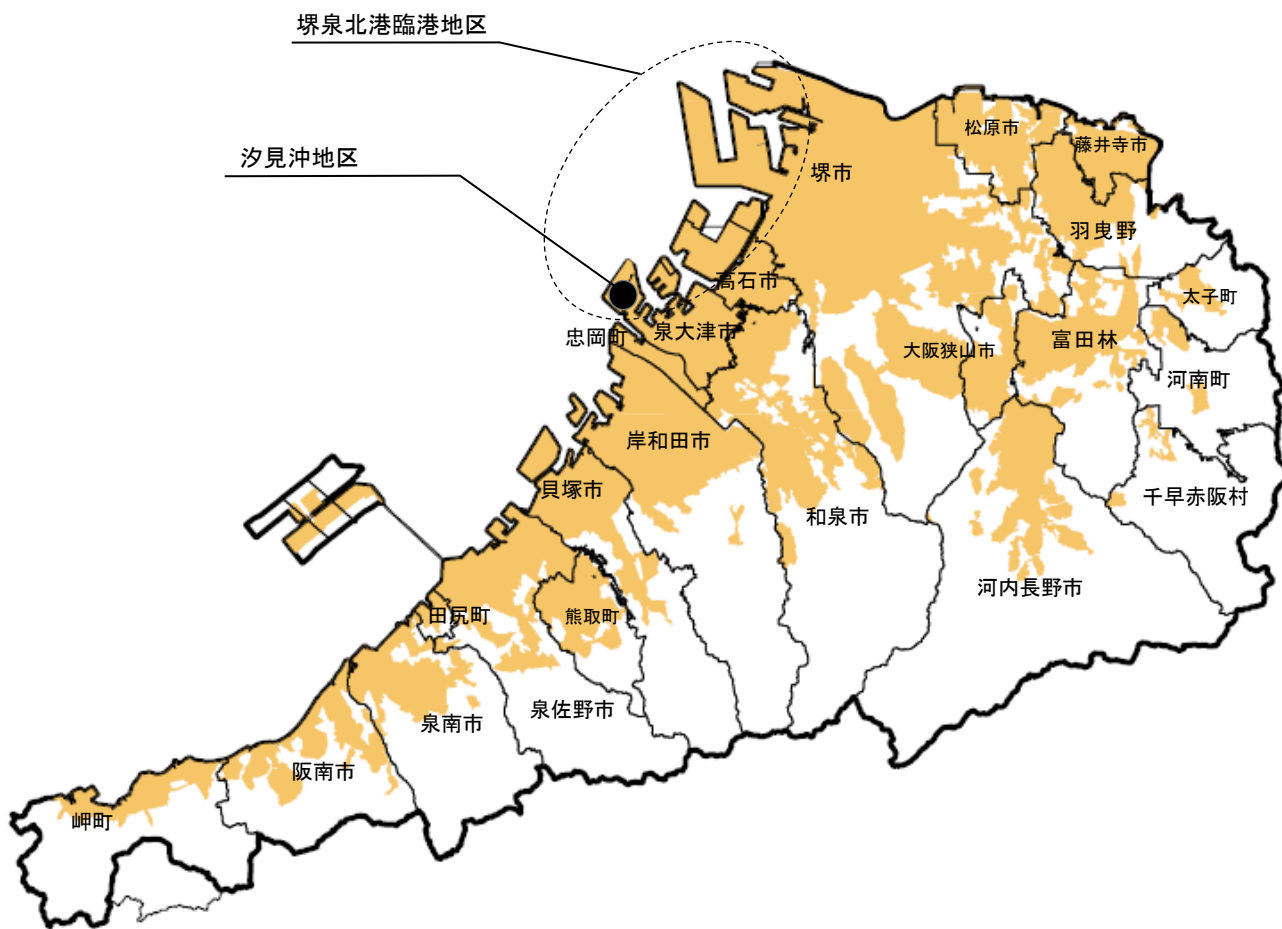 堺泉北港臨港地区
汐見沖地区
松原市
藤井寺市
堺市
羽曳野
高石市
太子町
忠岡町
泉大津市
大阪狭山市
富田林
河南町
岸和田市
貝塚市
千早赤阪村
和泉市
河内長野市
田尻町
熊取町
泉南市
泉佐野市
阪南市
岬町